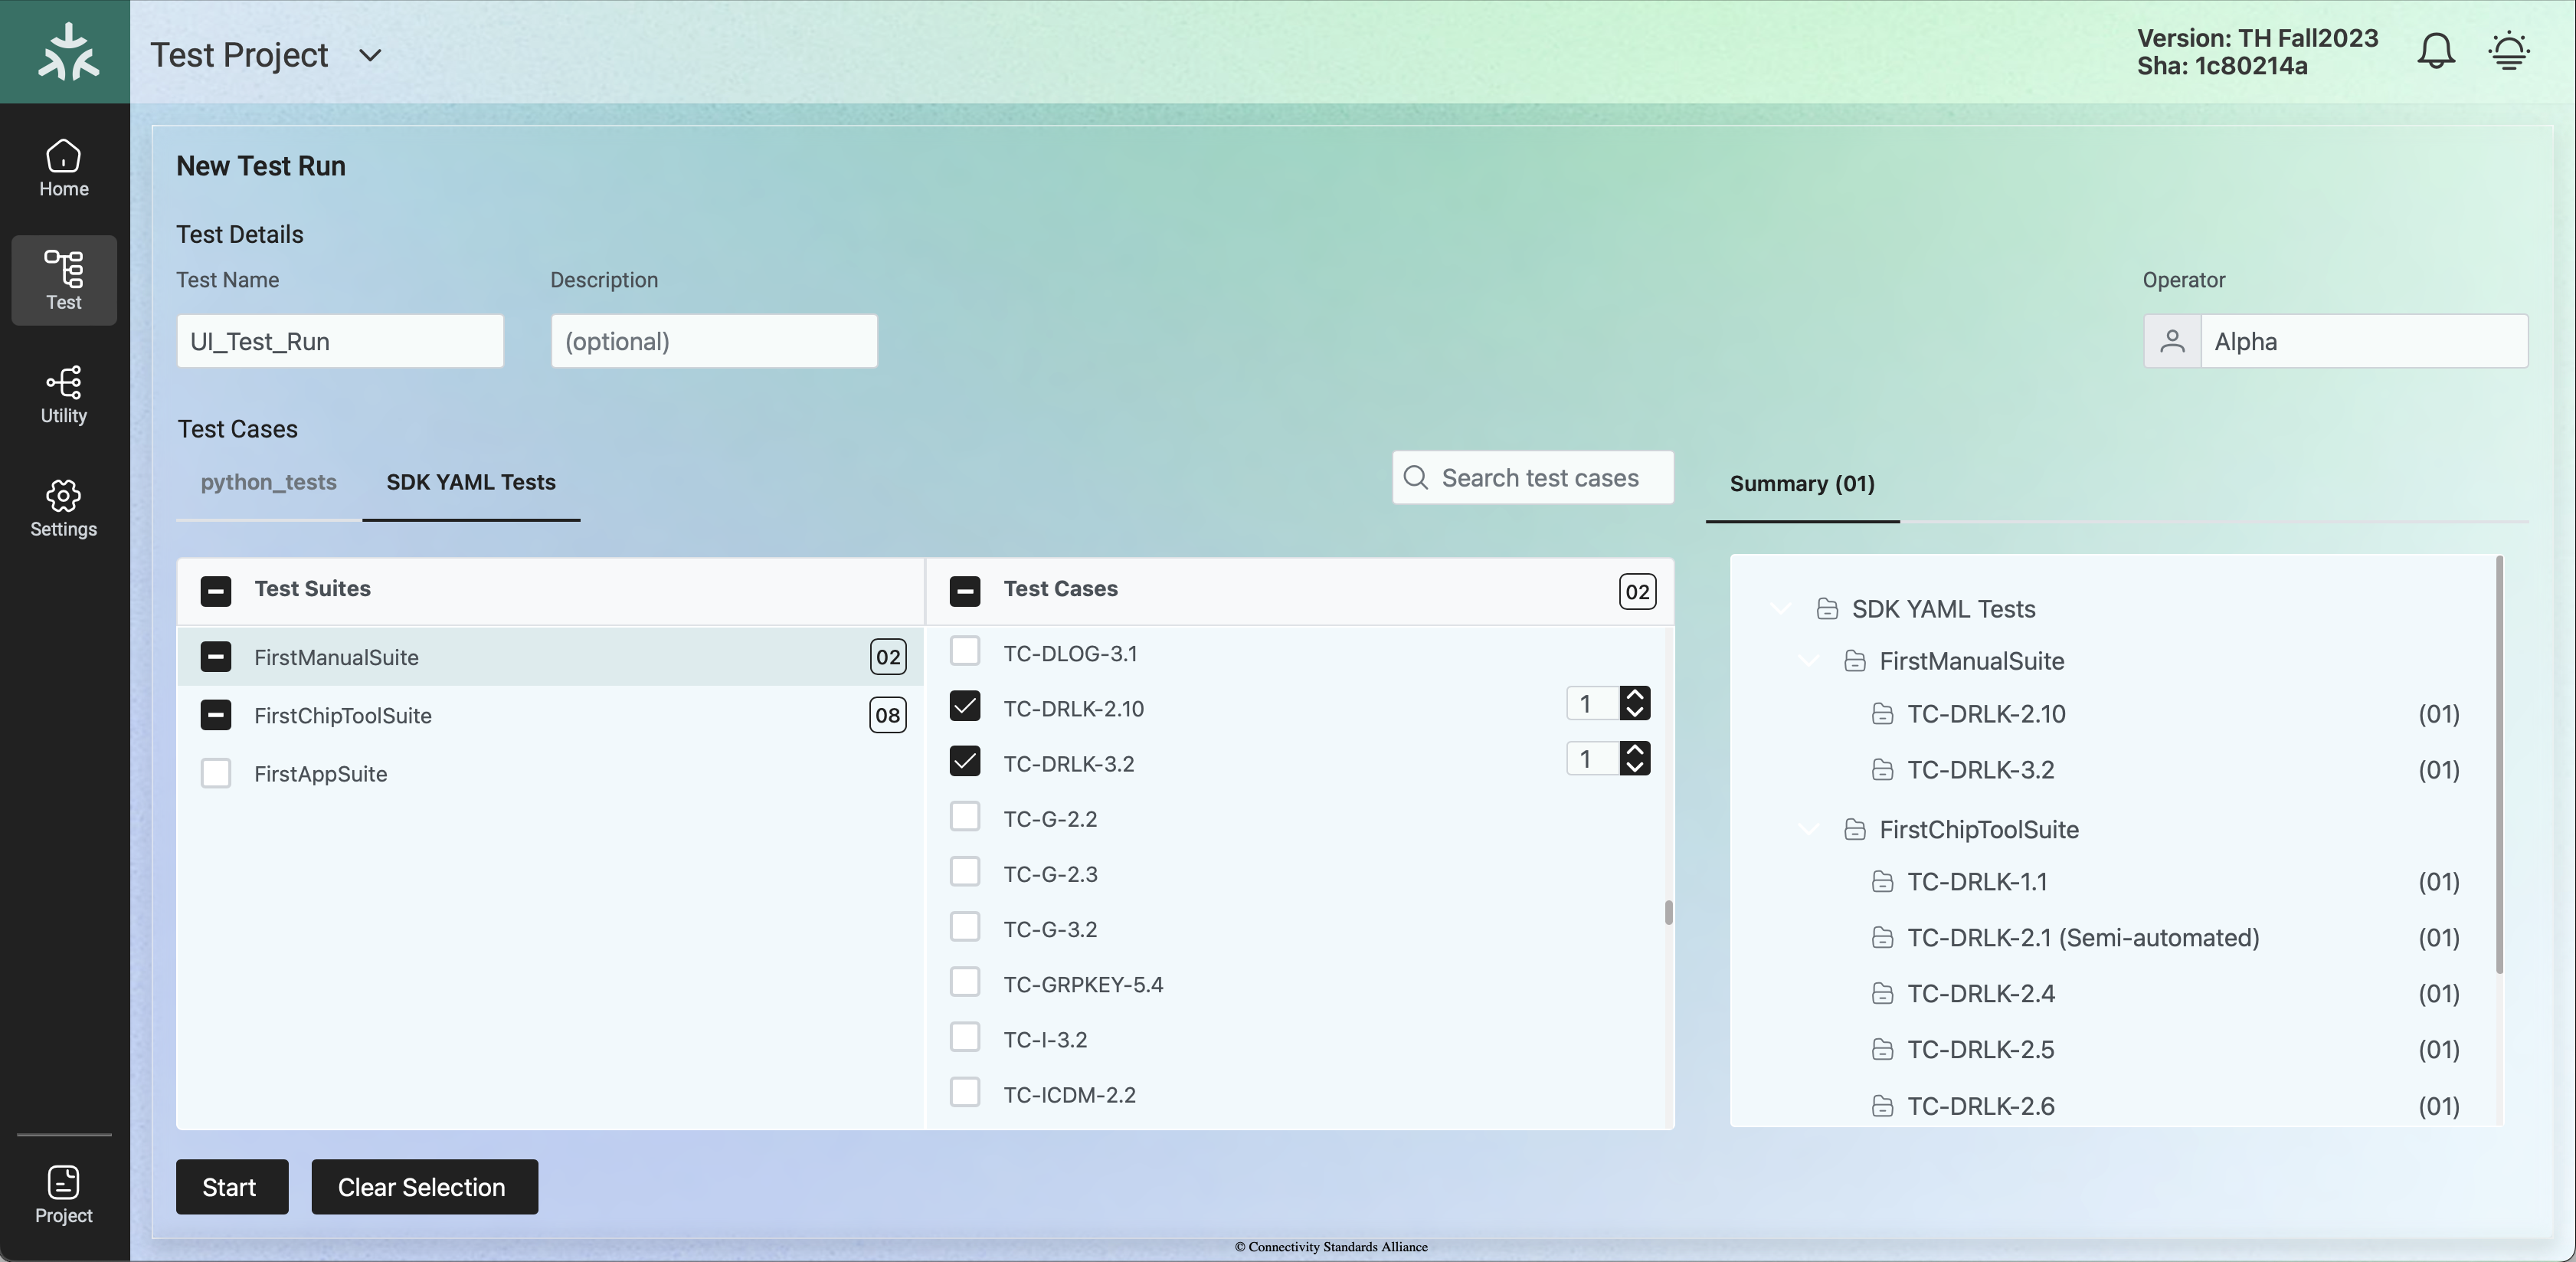 Test Project
Version: TH Fall2023
Sha: 1c80214a
Home
Test
Utility
Settings
Project
New Test Run
Test Details
Test Name
Description
Operator
UI_Test_Run
(optional)
Alpha
Test Cases
python_tests
SDK YAML Tests
Search test cases
Summary (01)
Test Suites
FirstManualSuite 02
FirstChipToolSuite 08
FirstAppSuite
Test Cases 02
TC-DLOG-3.1
TC-DRLK-2.10 1
TC-DRLK-3.2 1
TC-G-2.2
TC-G-2.3
TC-G-3.2
TC-GRPKEY-5.4
TC-I-3.2
TC-ICDM-2.2
SDK YAML Tests
FirstManualSuite
TC-DRLK-2.10 (01)
TC-DRLK-3.2 (01)
FirstChipToolSuite
TC-DRLK-1.1 (01)
TC-DRLK-2.1 (Semi-automated) (01)
TC-DRLK-2.4 (01)
TC-DRLK-2.5 (01)
TC-DRLK-2.6 (01)
Start
Clear Selection
© Connectivity Standards Alliance